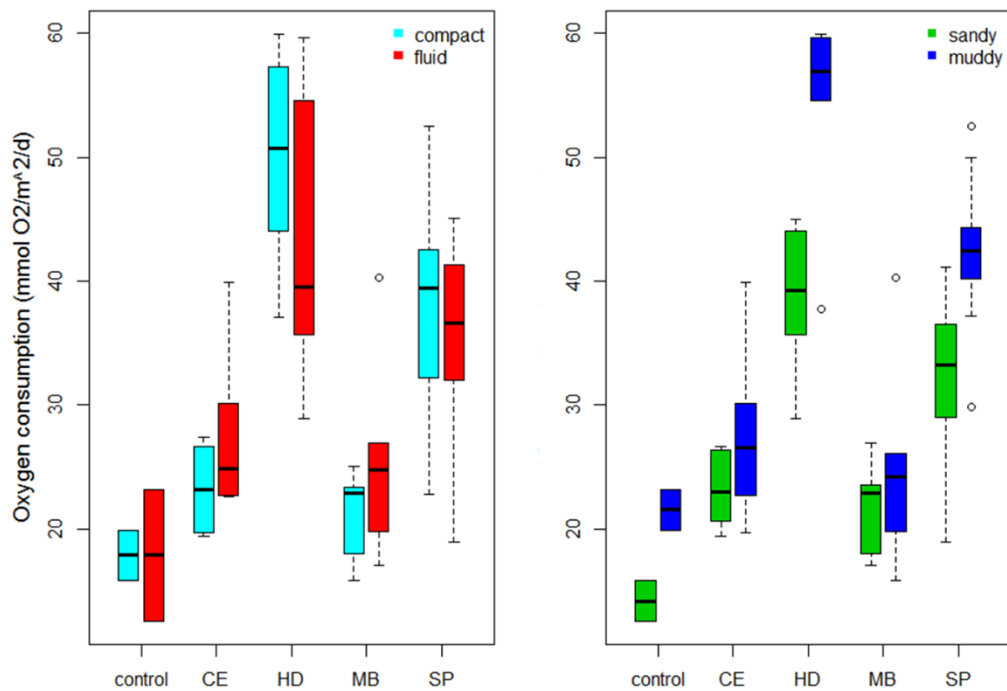 Oxygen consumption (mmol O2/m^2/d)
60
50
40
30
20
compact
fluid
control CE HD MB SP
60
50
40
30
20
sandy
muddy
control CE HD MB SP